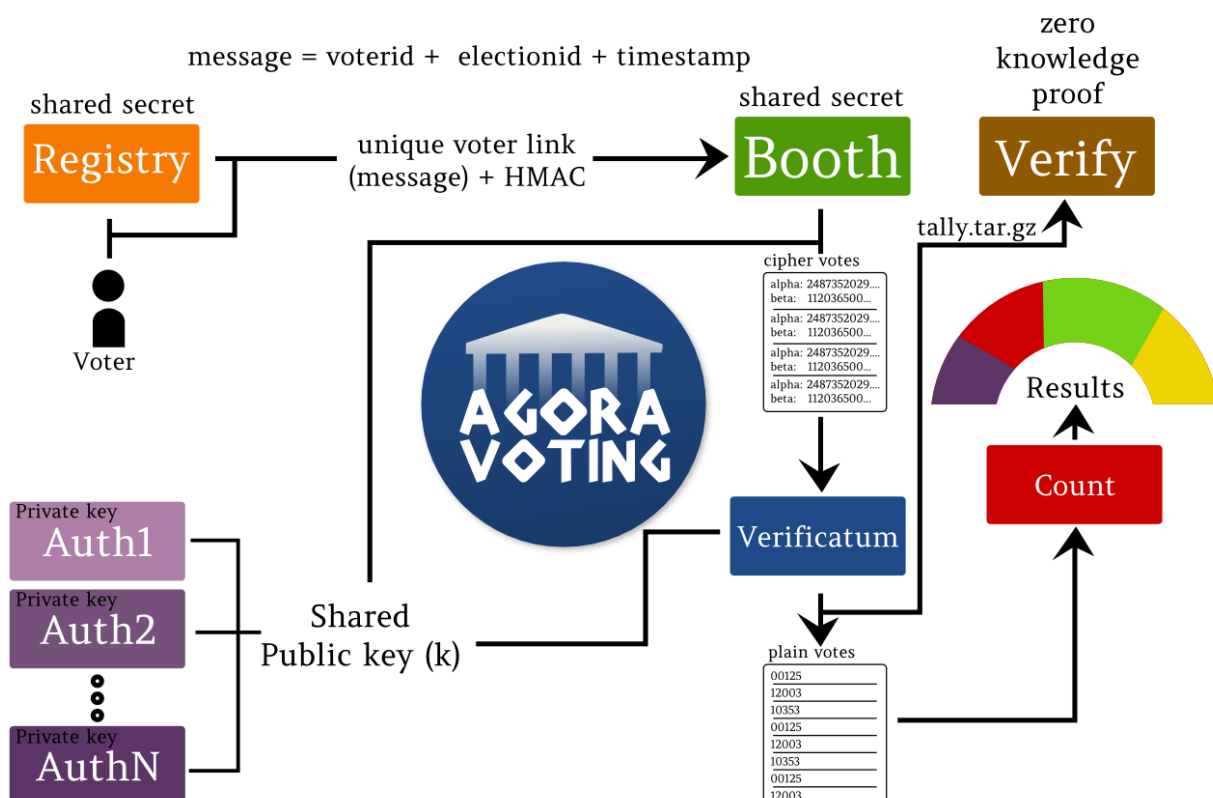 message = voterid + electionid + timestamp
zero
knowledge
proof
shared secret
Registry
unique voter link
(message) + HMAC
shared secret
Booth
Verify
tally.tar.gz
Voter
cipher votes
alpha: 2487352029....
beta: 112036500...
alpha: 2487352029....
beta: 112036500...
alpha: 2487352029....
beta: 112036500...
alpha: 2487352029....
beta: 112036500...
AGORA
VOTING
Results
Count
Verificatum
Private key
Auth1
Private key
Auth2
Private key
AuthN
Shared
Public key (k)
plain votes
00125
12003
10353
00125
12003
10353
00125
12003